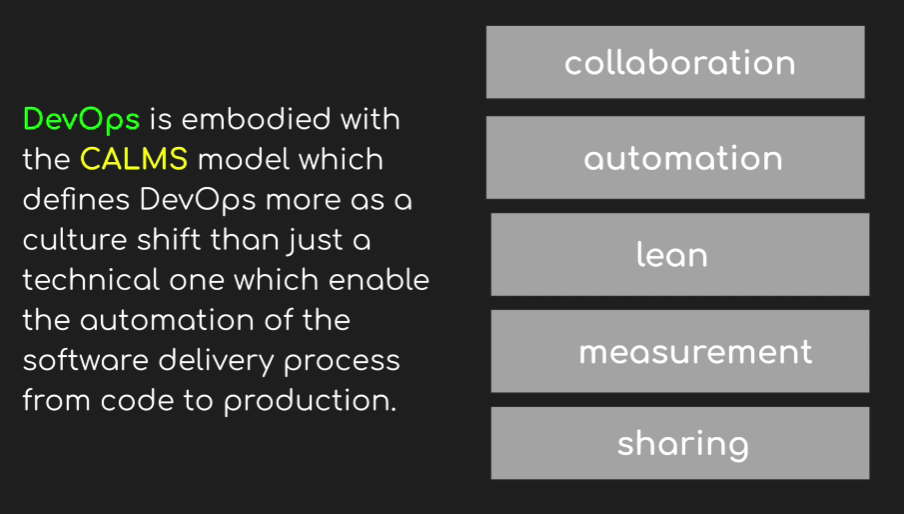 DevOps is embodied with
the CALMS model which
defines DevOps more as a
culture shift than just a
technical one which enable
the automation of the
software delivery process
from code to production.
collaboration
automation
lean
measurement
sharing